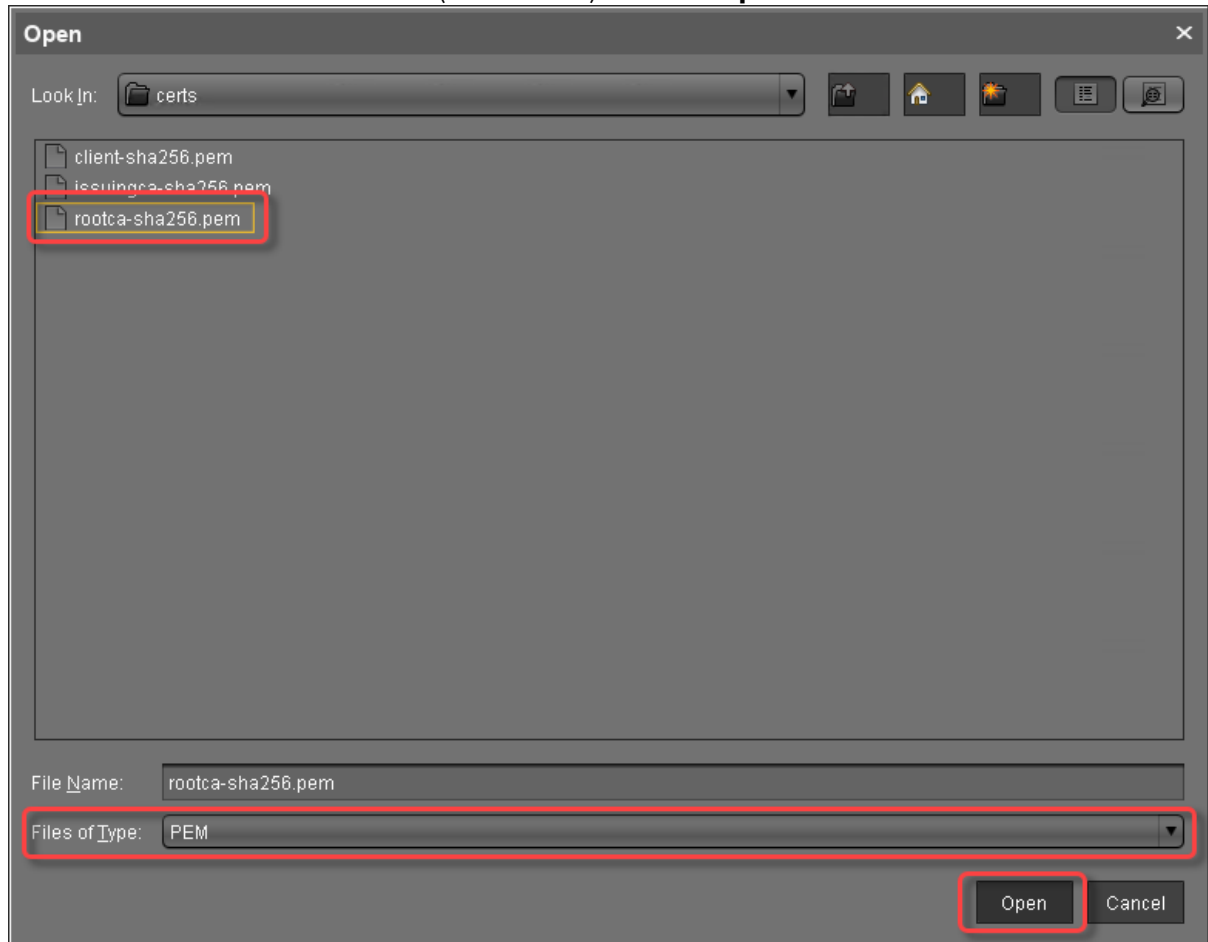 Open
Look In: certs
client-sha256.pem
issuingca-sha256.pem
rootca-sha256.pem
File Name: rootca-sha256.pem
Files of Type: PEM
Open Cancel